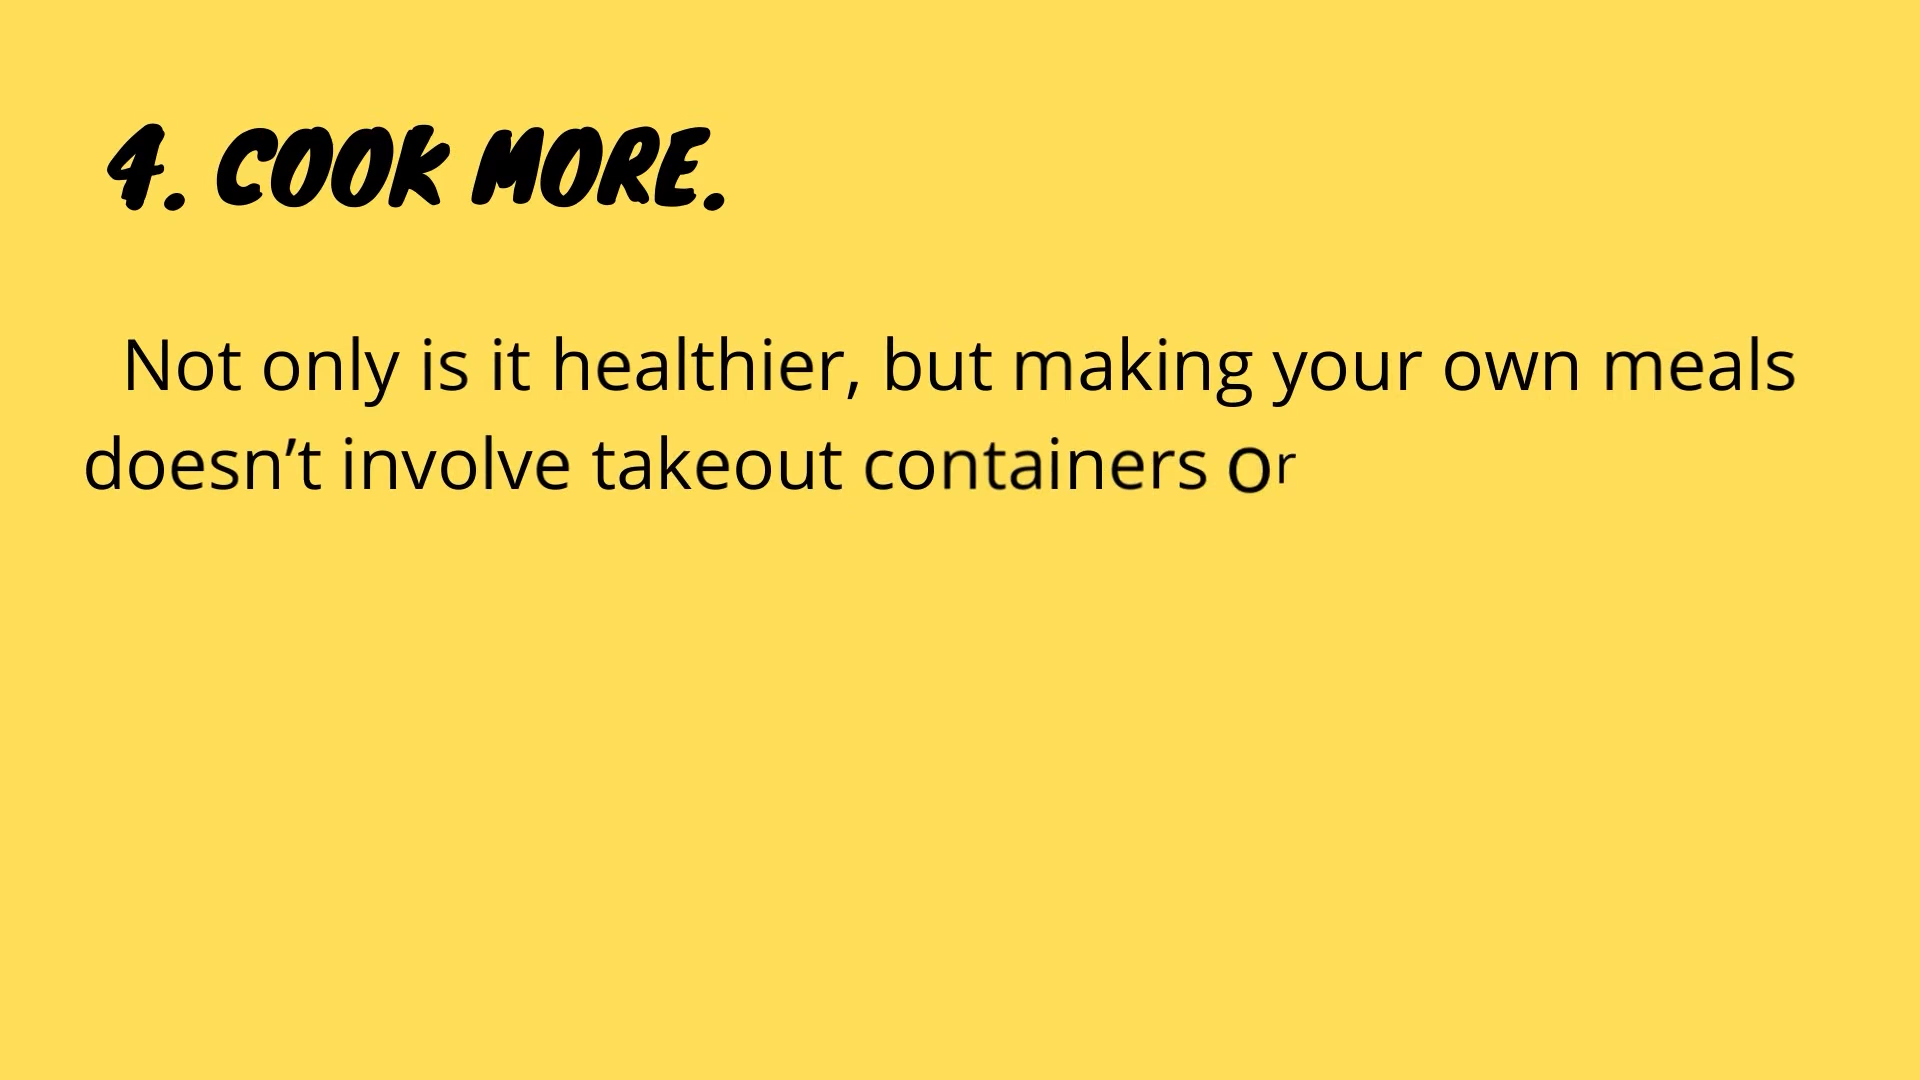 4. COOK MORE.
Not only is it healthier, but making your own meals
doesn’t involve takeout containers or